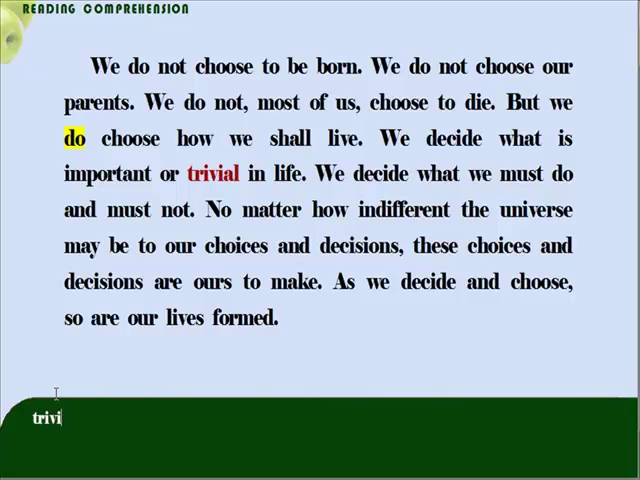 READING COMPREHENSION
We do not choose to be born. We do not choose our
parents. We do not, most of us, choose to die. But we
do choose how we shall live. We decide what is
important or trivial in life. We decide what we must do
and must not. No matter how indifferent the universe
may be to our choices and decisions, these choices and
decisions are ours to make. As we decide and choose,
so are our lives formed.
trivi